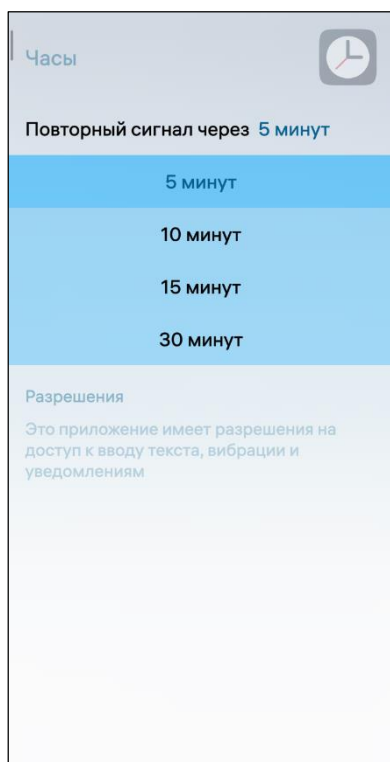 Часы
Повторный сигнал через 5 минут
5 минут
10 минут
15 минут
30 минут
Разрешения
Это приложение имеет разрешения на
доступ к вводу текста, вибрации и
уведомлениям